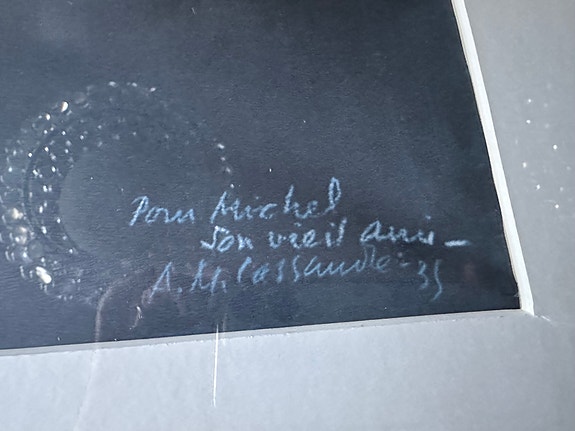 Pour Michel
Son vieil ami –
A.M. Cassandre - 35